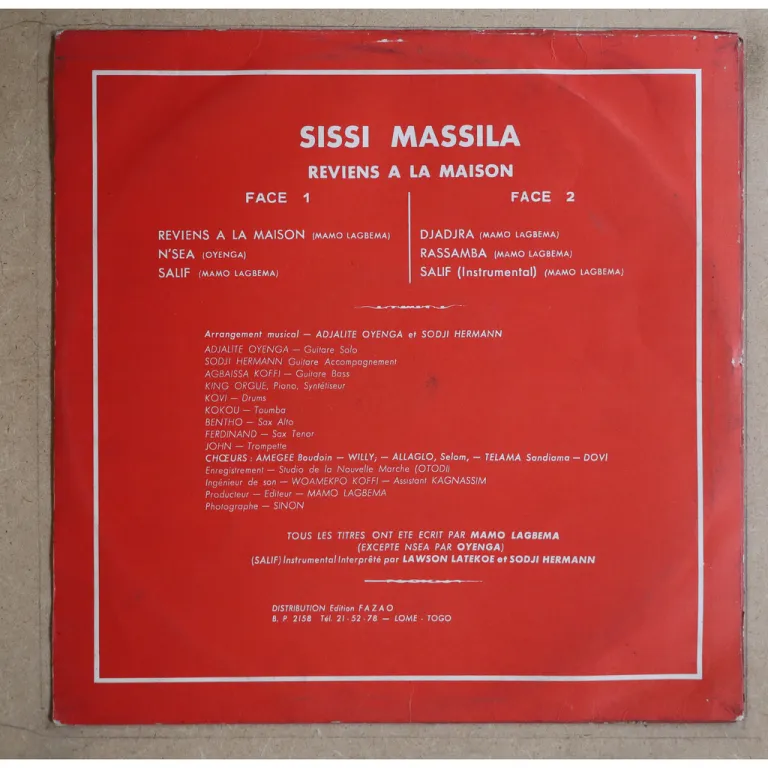 SISSI MASSILA
REVIENS A LA MAISON
FACE 1
REVIENS A LA MAISON (MAMO LAGBEMA)
N'SEA (OYENGA)
SALIF (MAMO LAGBEMA)
FACE 2
DJADJRA (MAMO LAGBEMA)
RASSAMBA (MAMO LAGBEMA)
SALIF (Instrumental) (MAMO LAGBEMA)
Arrangement musical — ADJALITE OYENGA et SODJI HERMANN
ADJALITE OYENGA — Guitare Solo
SODJI HERMANN Guitare Accompagnement
AGBAISSA KOFFI — Guitare Bass
KING ORGUE, Piano, Syntétiseur
KOVI — Drums
KOKOU — Toumba
BENTHO — Sax Alto
FERDINAND — Sax Tenor
JOHN — Trompette
CHŒURS : AMEGEE Baudoin — WILLY; — ALLAGLO, Selom, — TELAMA Sandiama — DOVI
Enregistrement — Studio de la Nouvelle Marche (OTODI)
Ingénieur de son — WOAMEKPO KOFFI — Assistant KAGNASSIM
Producteur — Editeur — MAMO LAGBEMA
Photographe — SINON
TOUS LES TITRES ONT ETE ECRIT PAR MAMO LAGBEMA
(EXCEPTE NSEA PAR OYENGA)
(SALIF) Instrumental Interprêté par LAWSON LATEKOE et SODJI HERMANN
DISTRIBUTION Edition FAZAO
B. P. 2158 Tél. 21-52-78 — LOME - TOGO